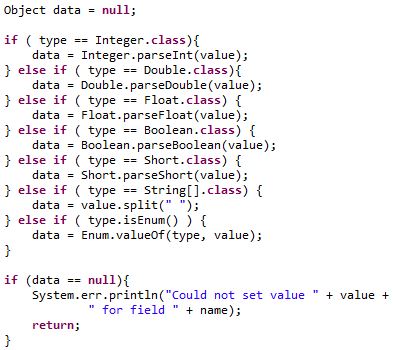 Object data = null;

if ( type == Integer.class){
    data = Integer.parseInt(value);
} else if ( type == Double.class){
    data = Double.parseDouble(value);
} else if ( type == Float.class) {
    data = Float.parseFloat(value);
} else if ( type == Boolean.class) {
    data = Boolean.parseBoolean(value);
} else if ( type == Short.class) {
    data = Short.parseShort(value);
} else if ( type == String[].class) {
    data = value.split(" ");
} else if ( type.isEnum() ) {
    data = Enum.valueOf(type, value);
}

if (data == null){
    System.err.println("Could not set value " + value +
            " for field " + name);
    return;
}